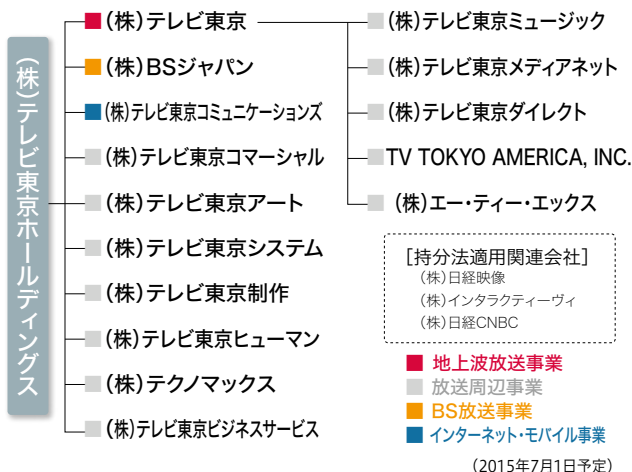 (株)テレビ東京ホールディングス
(株)テレビ東京
(株)BSジャパン
(株)テレビ東京コミュニケーションズ
(株)テレビ東京コマーシャル
(株)テレビ東京アート
(株)テレビ東京システム
(株)テレビ東京制作
(株)テレビ東京ヒューマン
(株)テクノマックス
(株)テレビ東京ビジネスサービス
(株)テレビ東京ミュージック
(株)テレビ東京メディアネット
(株)テレビ東京ダイレクト
TV TOKYO AMERICA, INC.
(株)エー・ティー・エックス
[持分法適用関連会社]
(株)日経映像
(株)インタラクティーヴィ
(株)日経CNBC
地上波放送事業
放送周辺事業
BS放送事業
インターネット・モバイル事業
(2015年7月1日予定)